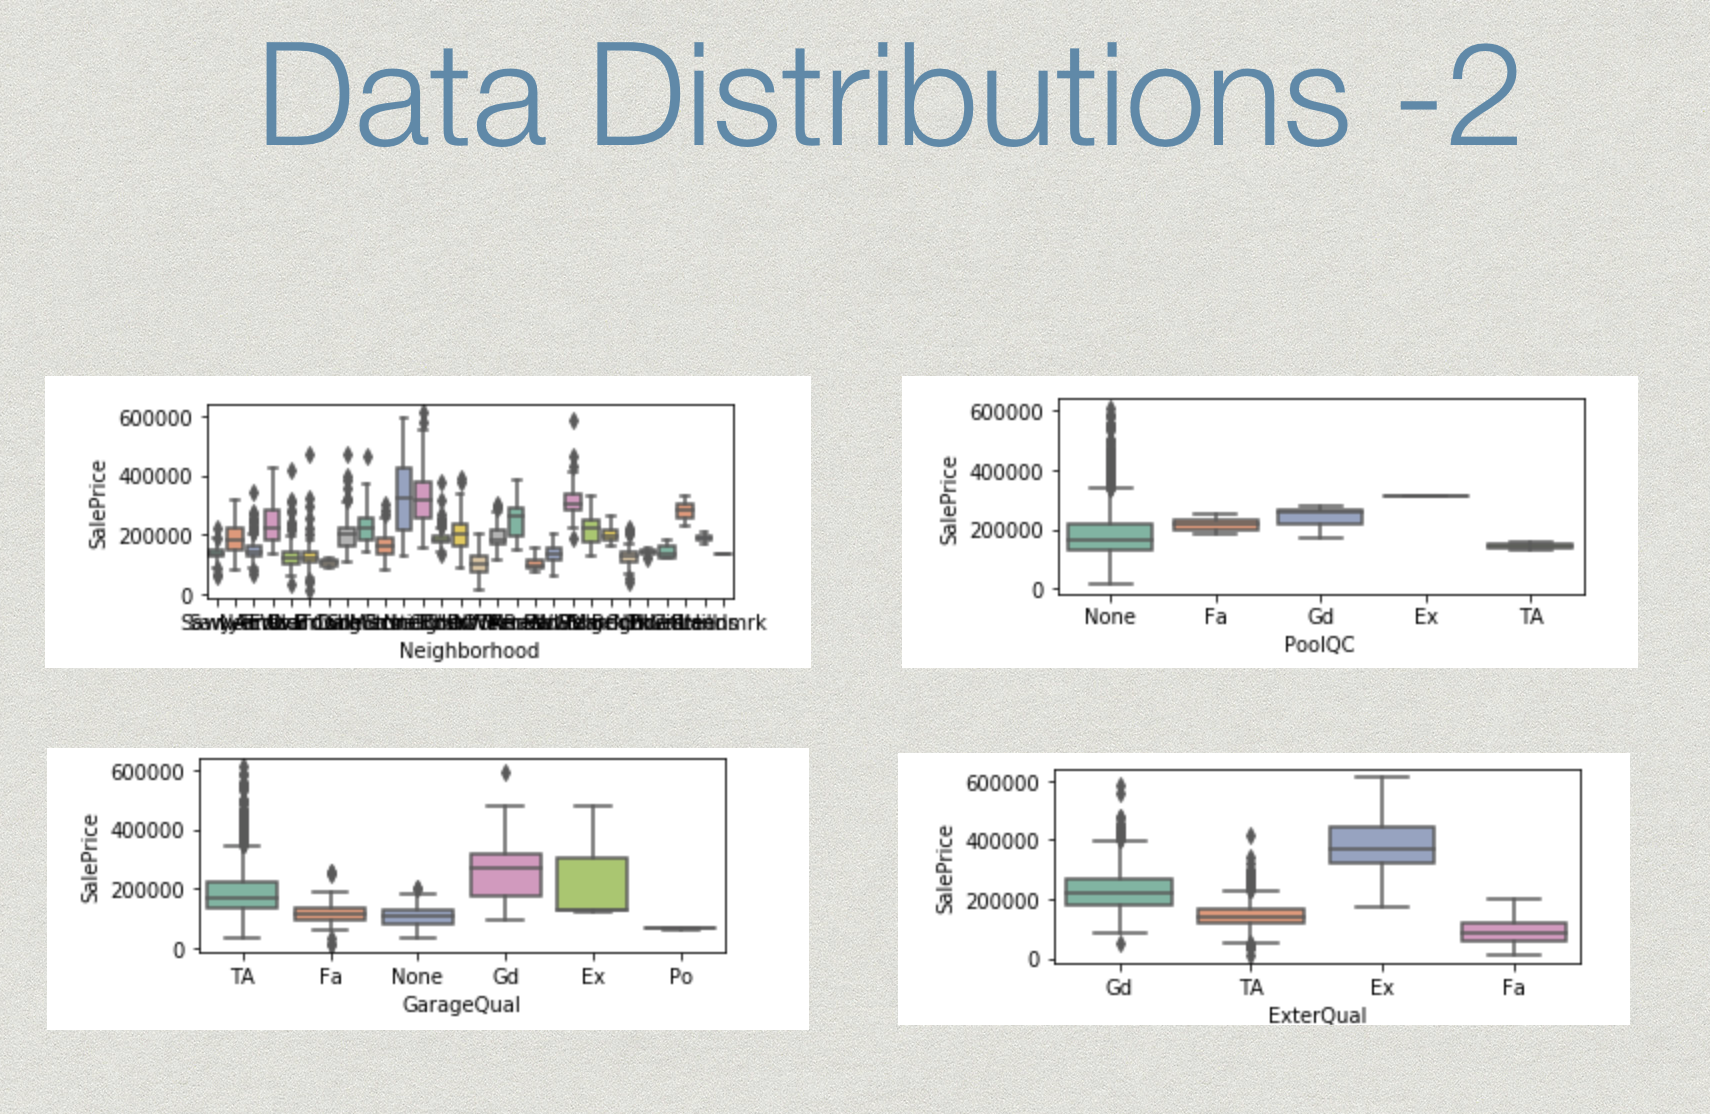 Data Distributions -2
600000
400000
200000
0
SalePrice
Neighborhood
600000
400000
200000
0
SalePrice
None Fa Gd Ex TA
PoolQC
600000
400000
200000
0
SalePrice
TA Fa None Gd Ex Po
GarageQual
600000
400000
200000
0
SalePrice
Gd TA Ex Fa
ExterQual